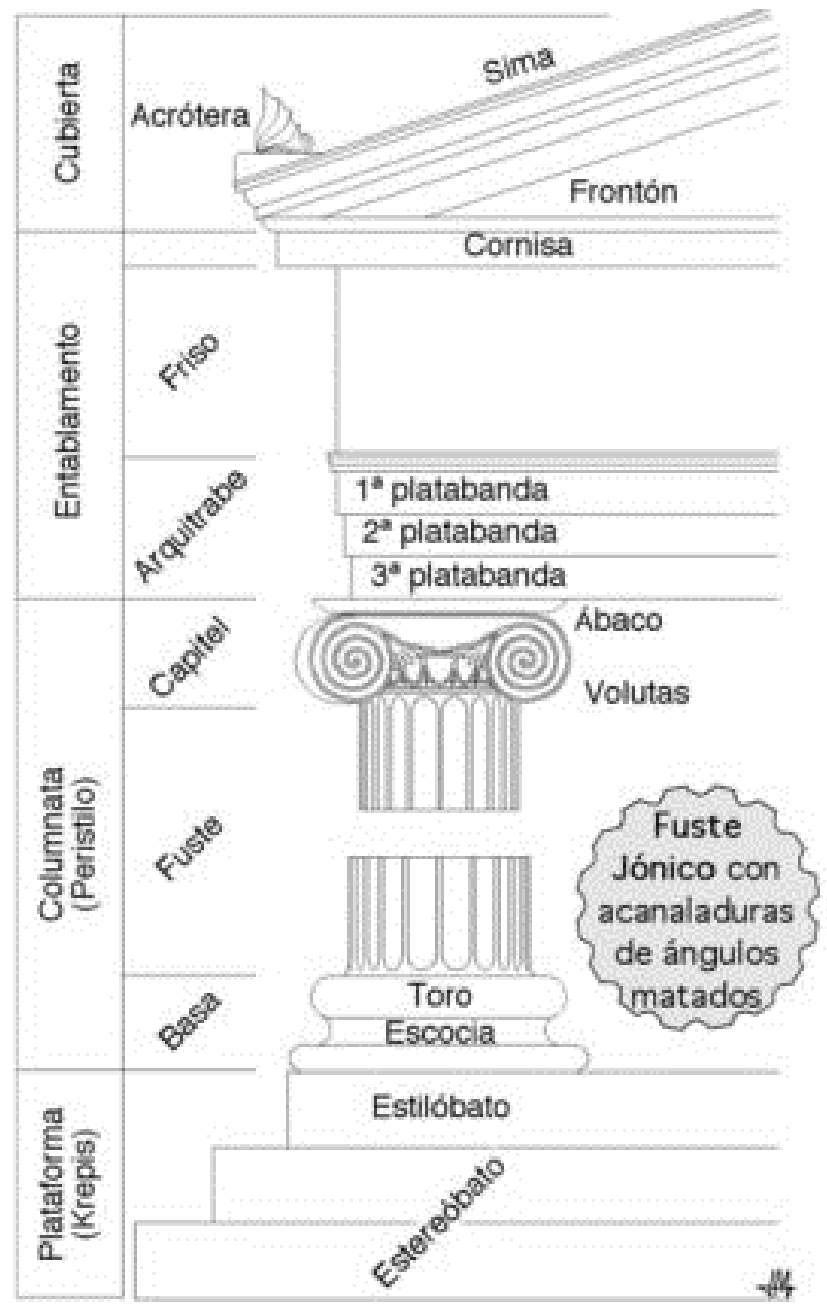 Cubierta
Acrótera
Sima
Frontón
Entablamento
Cornisa
Friso
Arquitrabe
1ª platabanda
2ª platabanda
3ª platabanda
Columnata
(Peristilo)
Capitel
Ábaco
Volutas
Fuste
Fuste
Jónico con
acanaladuras
de ángulos
matados
Basa
Toro
Escocia
Plataforma
(Krepis)
Estilóbato
Estereóbato